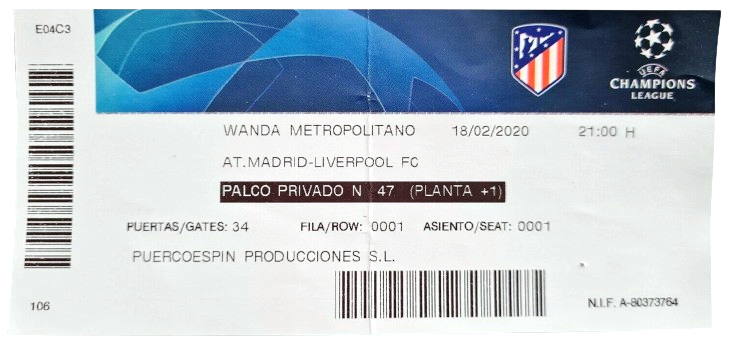 E04C3
UEFA
CHAMPIONS
LEAGUE
WANDA METROPOLITANO 18/02/2020 21:00 H
AT.MADRID-LIVERPOOL FC
PALCO PRIVADO N 47 (PLANTA +1)
PUERTAS/GATES: 34 FILA/ROW: 0001 ASIENTO/SEAT: 0001
PUERCOESPIN PRODUCCIONES S.L.
106
N.I.F. A-80373764